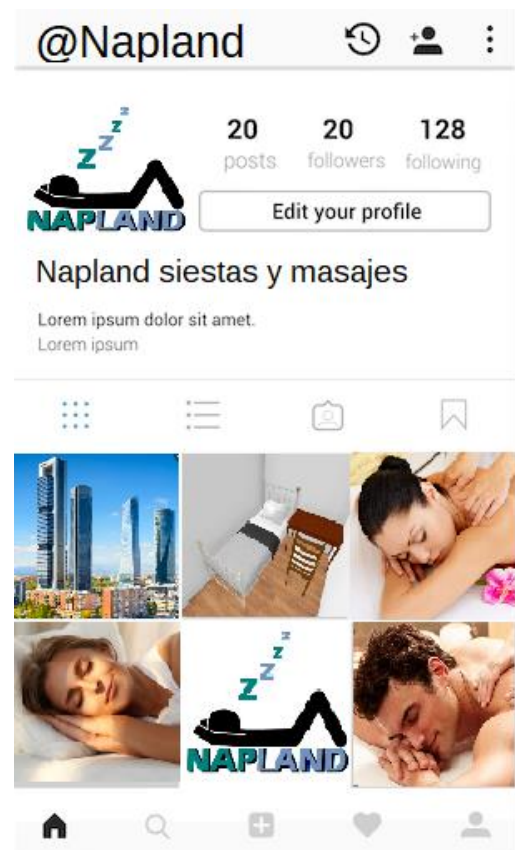 @Napland
z
z
z
z
NAPLAND
20 20 128
posts followers following
Edit your profile
Napland siestas y masajes
Lorem ipsum dolor sit amet.
Lorem ipsum
z
z
z
z
NAPLAND